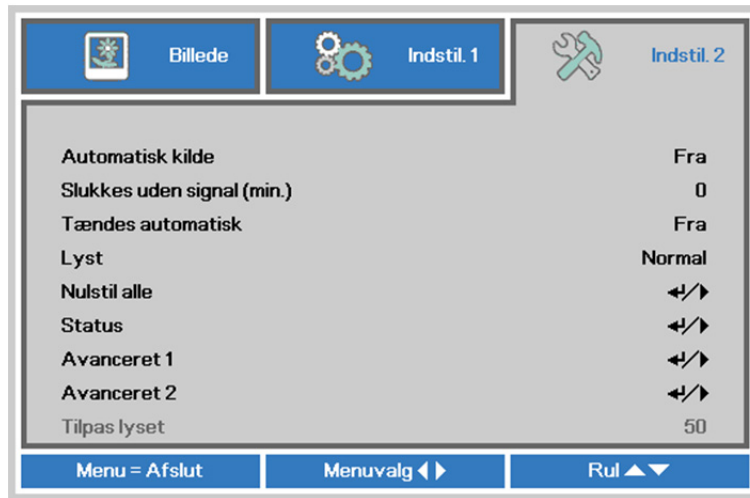 Billede
Indstil. 1
Indstil. 2
Automatisk kilde Fra
Slukkes uden signal (min.) 0
Tændes automatisk Fra
Lyst Normal
Nulstil alle ↵/▶
Status ↵/▶
Avanceret 1 ↵/▶
Avanceret 2 ↵/▶
Tilpas lyset 50
Menu = Afslut
Menuvalg ◀▶
Rul ▲▼